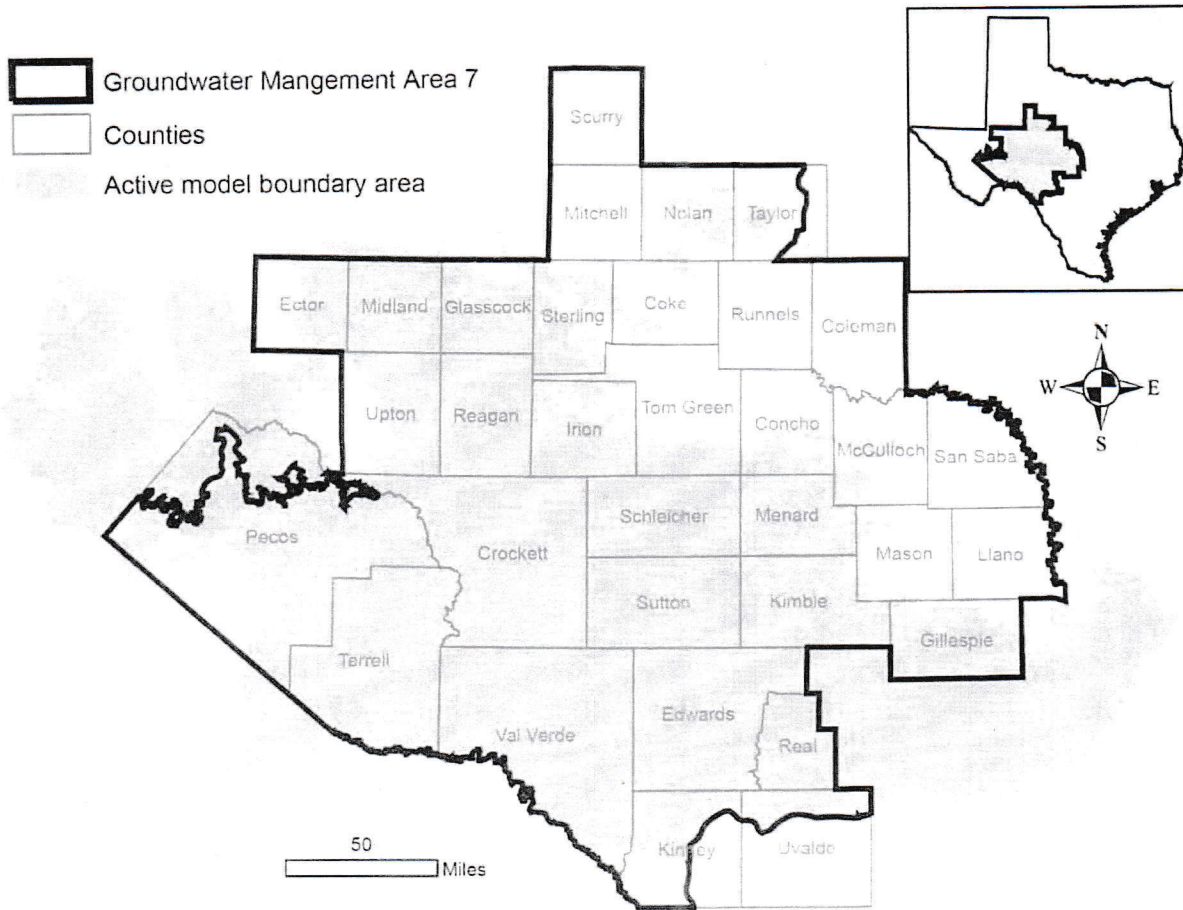 Groundwater Mangement Area 7
Counties
Active model boundary area
Scurry
Mitchell
Nolan
Taylor
Ector
Midland
Glasscock
Sterling
Coke
Runnels
Coleman
Upton
Reagan
Irion
Tom Green
Concho
McCulloch
San Saba
Pecos
Crockett
Schleicher
Menard
Mason
Llano
Sutton
Kimble
Gillespie
Terrell
Val Verde
Edwards
Real
Kinney
Uvalde
N
W
E
S
50
Miles